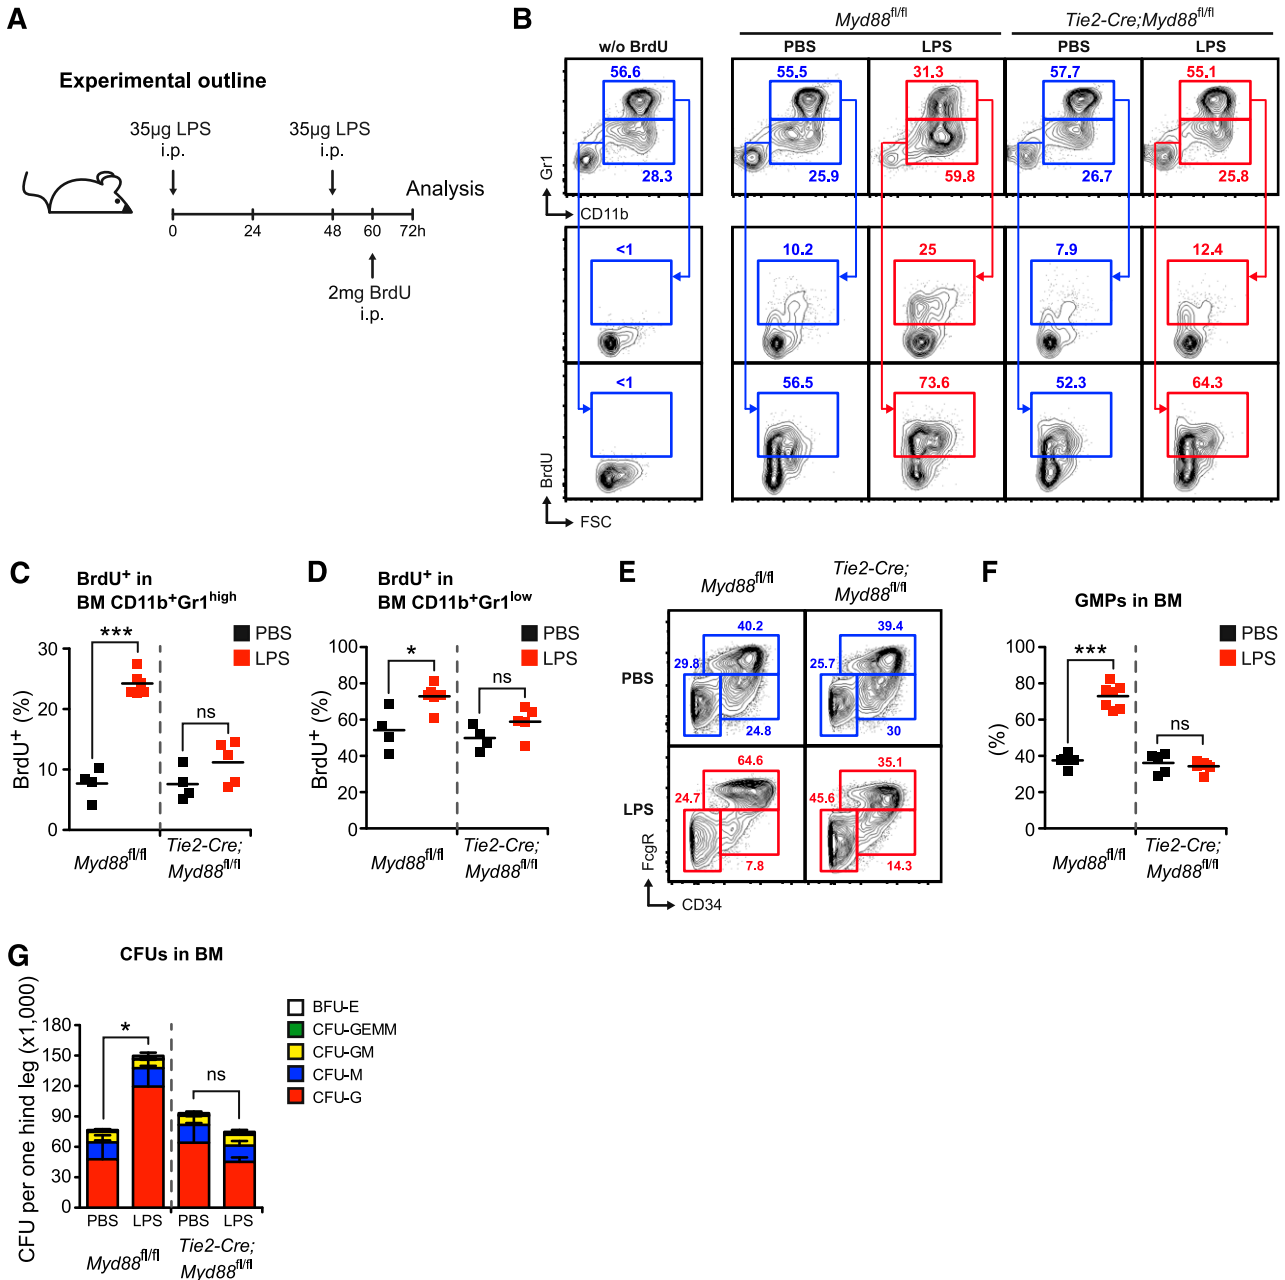 A
Experimental outline
35µg LPS
i.p.
35µg LPS
i.p.
Analysis
0 24 48 60 72h
2mg BrdU
i.p.
B
Myd88fl/fl Tie2-Cre;Myd88fl/fl
w/o BrdU PBS LPS PBS LPS
56.6 55.5 31.3 57.7 55.1
28.3 25.9 59.8 26.7 25.8
Gr1
CD11b
<1 10.2 25 7.9 12.4
<1 56.5 73.6 52.3 64.3
BrdU
FSC
C
BrdU+ in
BM CD11b+Gr1high
PBS
LPS
***
ns
BrdU+ (%)
30
20
10
0
Myd88fl/fl
Tie2-Cre;
Myd88fl/fl
D
BrdU+ in
BM CD11b+Gr1low
PBS
LPS
*
ns
BrdU+ (%)
100
80
60
40
20
0
Myd88fl/fl
Tie2-Cre;
Myd88fl/fl
E
Myd88fl/fl
Tie2-Cre;
Myd88fl/fl
PBS
40.2 39.4
29.8 25.7
24.8 30
LPS
64.6 35.1
24.7 45.6
7.8 14.3
FcgR
CD34
F
GMPs in BM
PBS
LPS
***
ns
(%)
100
80
60
40
20
0
Myd88fl/fl
Tie2-Cre;
Myd88fl/fl
G
CFUs in BM
CFU per one hind leg (x1,000)
180
150
120
90
60
30
0
*
ns
BFU-E
CFU-GEMM
CFU-GM
CFU-M
CFU-G
PBS LPS PBS LPS
Myd88fl/fl
Tie2-Cre;
Myd88fl/fl